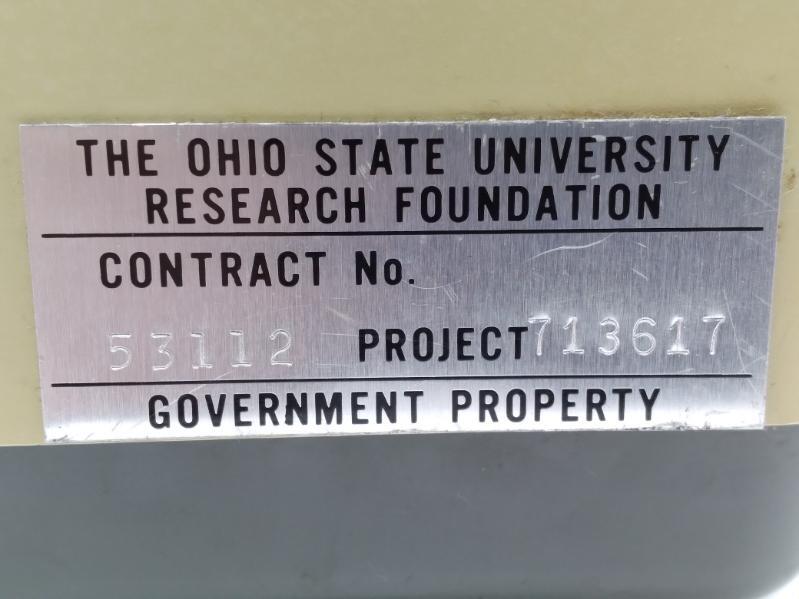 THE OHIO STATE UNIVERSITY
RESEARCH FOUNDATION
CONTRACT No.
53112 PROJECT 713617
GOVERNMENT PROPERTY